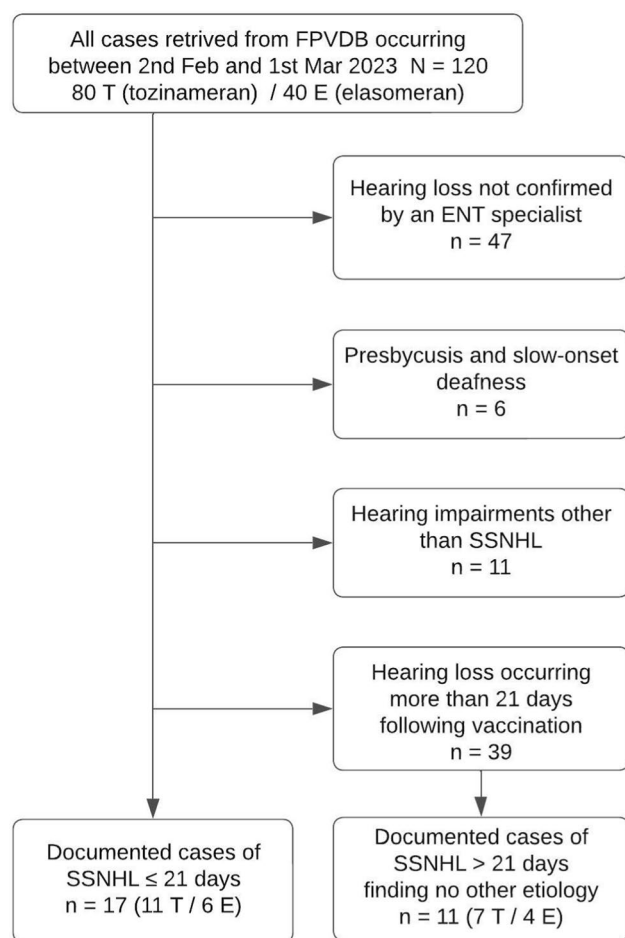 All cases retrived from FPVDB occurring
between 2nd Feb and 1st Mar 2023 N = 120
80 T (tozinameran) / 40 E (elasomeran)
Hearing loss not confirmed
by an ENT specialist
n = 47
Presbycusis and slow-onset
deafness
n = 6
Hearing impairments other
than SSNHL
n = 11
Hearing loss occurring
more than 21 days
following vaccination
n = 39
Documented cases of
SSNHL ≤ 21 days
n = 17 (11 T / 6 E)
Documented cases of
SSNHL > 21 days
finding no other etiology
n = 11 (7 T / 4 E)